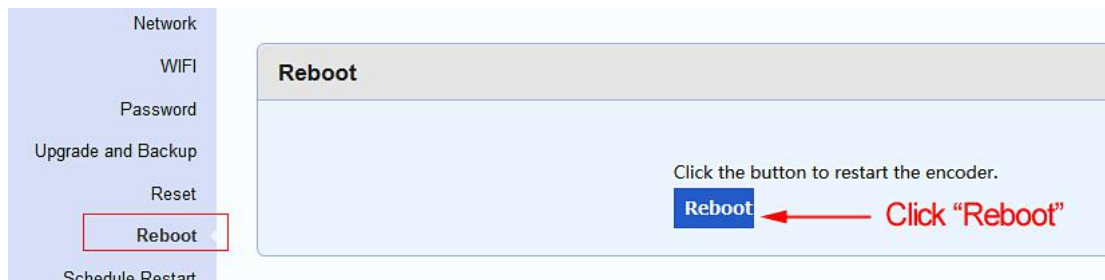 Network
WIFI
Password
Upgrade and Backup
Reset
Reboot
Schedule Restart
Reboot
Click the button to restart the encoder.
Reboot
Click “Reboot”